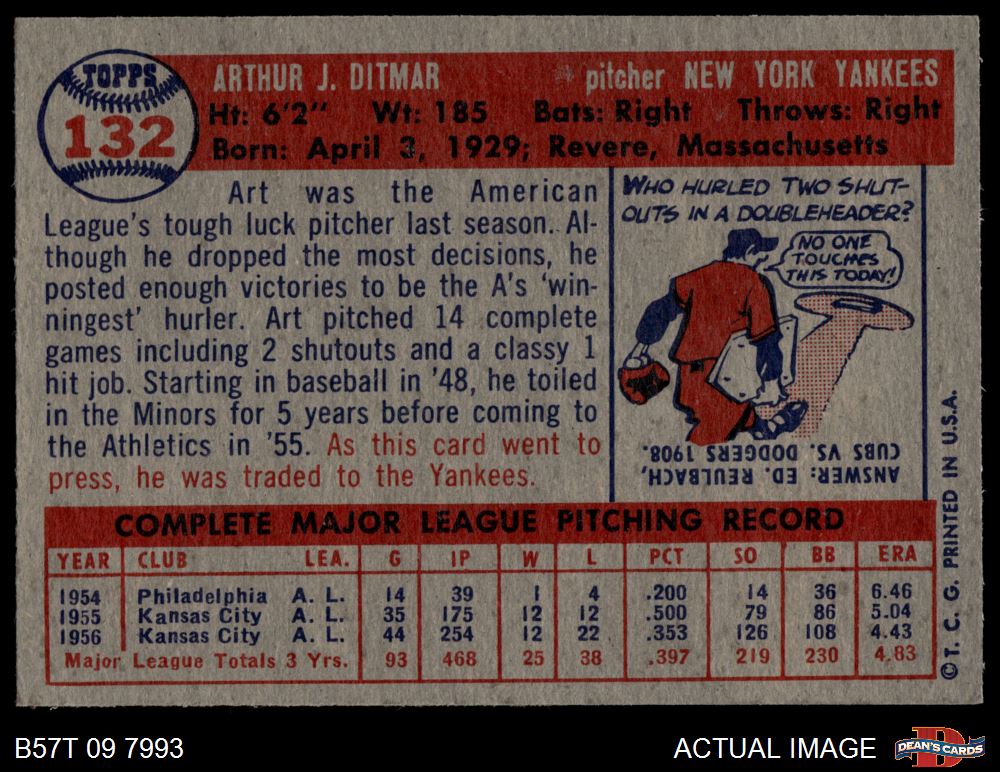 TOPPS
132
ARTHUR J. DITMAR pitcher NEW YORK YANKEES
Ht: 6'2" Wt: 185 Bats: Right Throws: Right
Born: April 3, 1929; Revere, Massachusetts
Art was the American
League's tough luck pitcher last season. Al-
though he dropped the most decisions, he
posted enough victories to be the A's 'win-
ningest' hurler. Art pitched 14 complete
games including 2 shutouts and a classy 1
hit job. Starting in baseball in '48, he toiled
in the Minors for 5 years before coming to
the Athletics in '55. As this card went to
press, he was traded to the Yankees.
WHO HURLED TWO SHUT-
OUTS IN A DOUBLEHEADER?
NO ONE
TOUCHES
THIS TODAY!
ANSWER: ED. REULBACH,
CUBS VS. DODGERS 1908.
COMPLETE MAJOR LEAGUE PITCHING RECORD
YEAR CLUB LEA. G IP W L PCT SO BB ERA
1954 Philadelphia A. L. 14 39 1 4 .200 14 36 6.46
1955 Kansas City A. L. 35 175 12 12 .500 79 86 5.04
1956 Kansas City A. L. 44 254 12 22 .353 126 108 4.43
Major League Totals 3 Yrs. 93 468 25 38 .397 219 230 4.83
© T. C. G. PRINTED IN U.S.A.
B57T 09 7993
ACTUAL IMAGE
DEAN'S CARDS